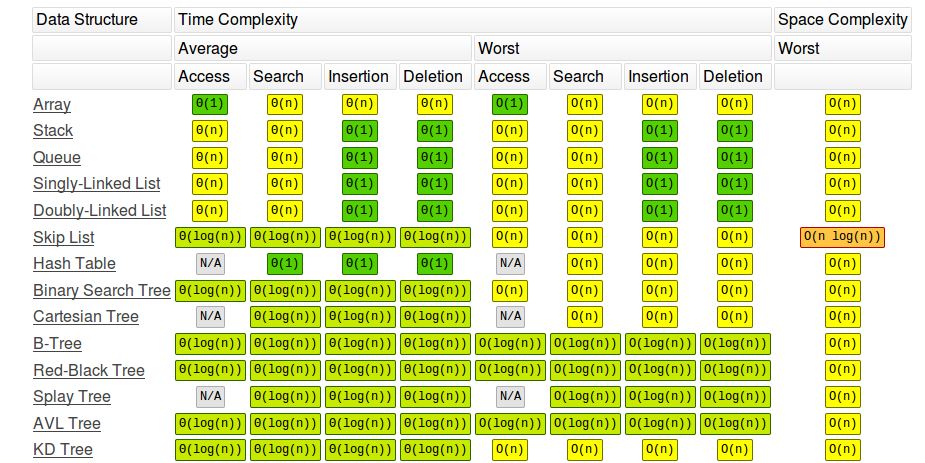 Data Structure Time Complexity Space Complexity
Average Worst Worst
Access Search Insertion Deletion Access Search Insertion Deletion
Array Θ(1) Θ(n) Θ(n) Θ(n) O(1) O(n) O(n) O(n) O(n)
Stack Θ(n) Θ(n) Θ(1) Θ(1) O(n) O(n) O(1) O(1) O(n)
Queue Θ(n) Θ(n) Θ(1) Θ(1) O(n) O(n) O(1) O(1) O(n)
Singly-Linked List Θ(n) Θ(n) Θ(1) Θ(1) O(n) O(n) O(1) O(1) O(n)
Doubly-Linked List Θ(n) Θ(n) Θ(1) Θ(1) O(n) O(n) O(1) O(1) O(n)
Skip List Θ(log(n)) Θ(log(n)) Θ(log(n)) Θ(log(n)) O(n) O(n) O(n) O(n) O(n log(n))
Hash Table N/A Θ(1) Θ(1) Θ(1) N/A O(n) O(n) O(n) O(n)
Binary Search Tree Θ(log(n)) Θ(log(n)) Θ(log(n)) Θ(log(n)) O(n) O(n) O(n) O(n) O(n)
Cartesian Tree N/A Θ(log(n)) Θ(log(n)) Θ(log(n)) N/A O(n) O(n) O(n) O(n)
B-Tree Θ(log(n)) Θ(log(n)) Θ(log(n)) Θ(log(n)) O(log(n)) O(log(n)) O(log(n)) O(log(n)) O(n)
Red-Black Tree Θ(log(n)) Θ(log(n)) Θ(log(n)) Θ(log(n)) O(log(n)) O(log(n)) O(log(n)) O(log(n)) O(n)
Splay Tree N/A Θ(log(n)) Θ(log(n)) Θ(log(n)) N/A O(log(n)) O(log(n)) O(log(n)) O(n)
AVL Tree Θ(log(n)) Θ(log(n)) Θ(log(n)) Θ(log(n)) O(log(n)) O(log(n)) O(log(n)) O(log(n)) O(n)
KD Tree Θ(log(n)) Θ(log(n)) Θ(log(n)) Θ(log(n)) O(n) O(n) O(n) O(n) O(n)